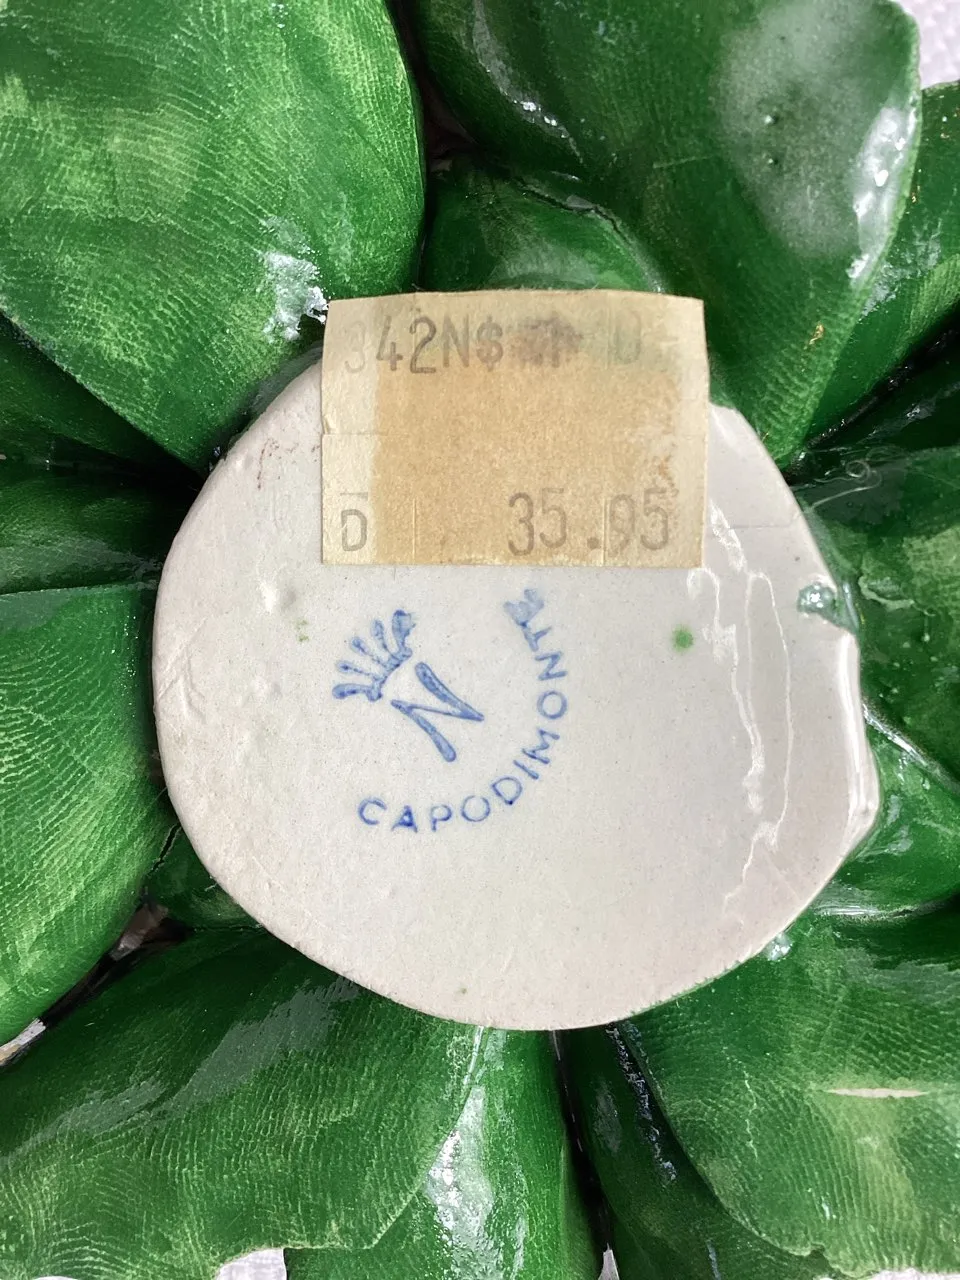 342N$
D 35.95
N
CAPODIMONTE